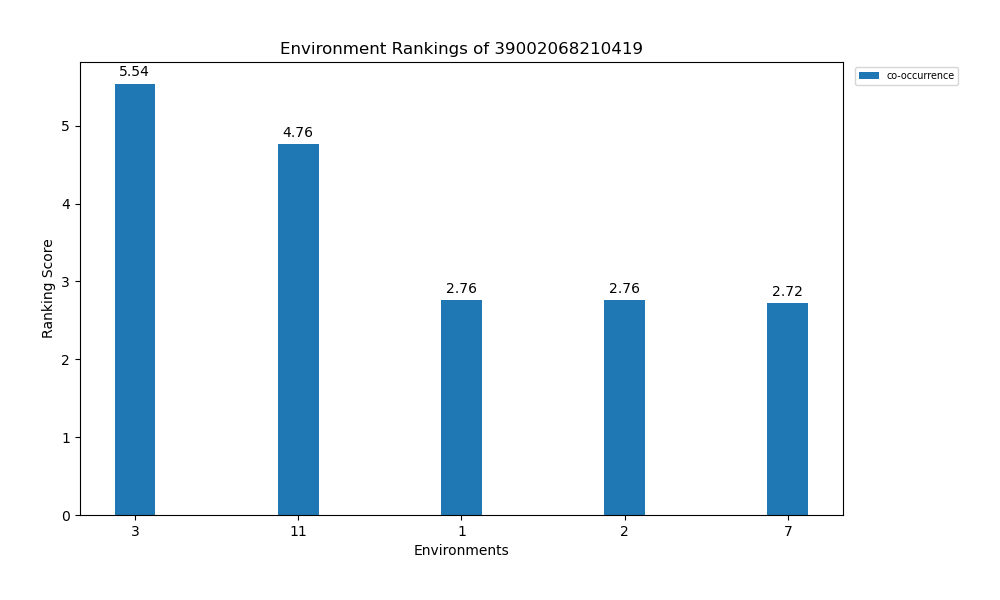 Environment Rankings of 39002068210419
co-occurrence
5.54
4.76
2.76
2.76
2.72
Ranking Score
5
4
3
2
1
0
3 11 1 2 7
Environments